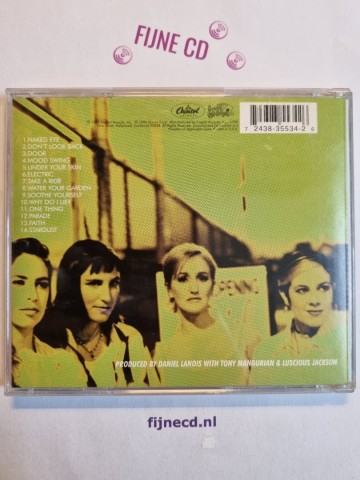 FIJNE CD
Capitol
7 24383-55342 6
1.NAKED EYE
2.DON'T LOOK BACK
3.DOOR
4.MOOD SWING
5.UNDER YOUR SKIN
6.ELECTRIC
7.TAKE A RIDE
8.WATER YOUR GARDEN
9.SOOTHE YOURSELF
10.WHY DO I LIE?
11.ONE THING
12.PARADE
13.FAITH
14.STARDUST
PENING
PRODUCED BY DANIEL LANOIS WITH TONY MANGURIAN & LUSCIOUS JACKSON
fijnecd.nl